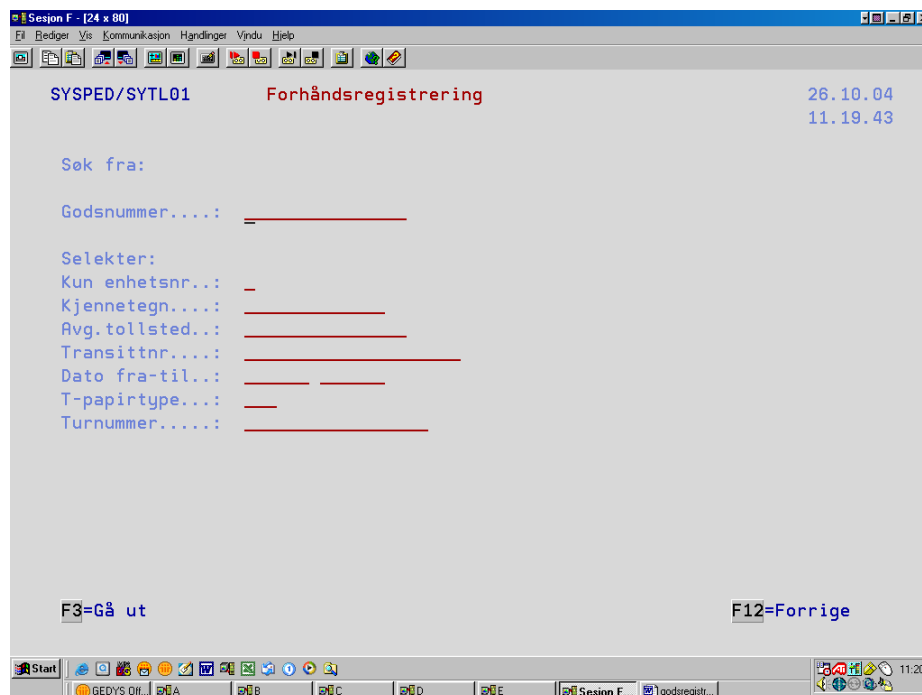 Sesjon F - [24 x 80]
Fil Rediger Vis Kommunikasjon Handlinger Vindu Hjelp
SYSPED/SYTL01 Forhåndsregistrering 26.10.04
11.19.43
Søk fra:
Godsnummer....:
Selekter:
Kun enhetsnr..:
Kjennetegn....:
Avg.tollsted..:
Transittnr....:
Dato fra-til..:
T-papirtype...:
Turnummer.....:
F3=Gå ut F12=Forrige
Start 11:20
GEDYS Off... A B C D E Sesjon F godsregistr...